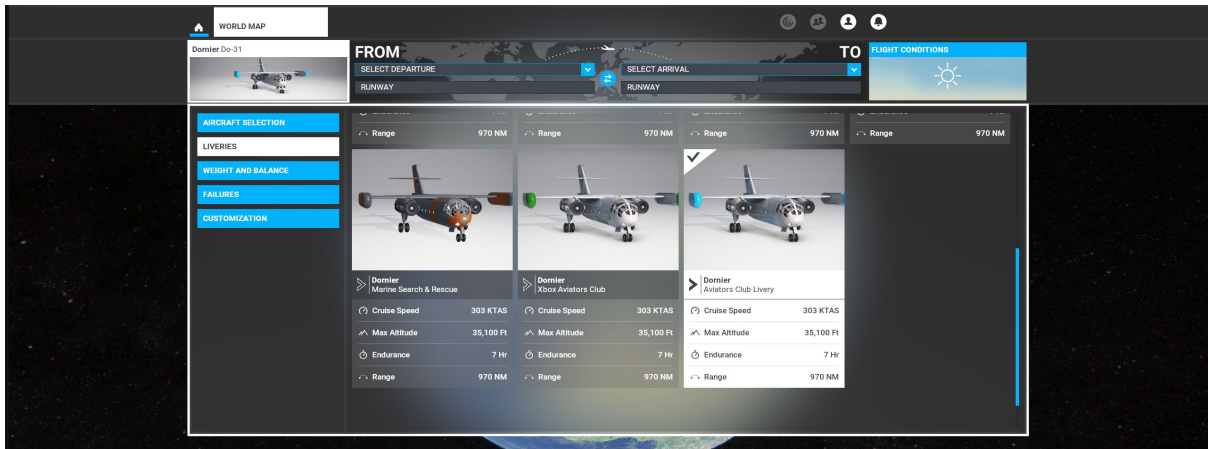 WORLD MAP
Dornier Do-31
FROM
TO
FLIGHT CONDITIONS
SELECT DEPARTURE
SELECT ARRIVAL
RUNWAY
RUNWAY
AIRCRAFT SELECTION
LIVERIES
WEIGHT AND BALANCE
FAILURES
CUSTOMIZATION
Range 970 NM
Range 970 NM
Range 970 NM
Range 970 NM
Dornier
Marine Search & Rescue
Cruise Speed 303 KTAS
Max Altitude 35,100 Ft
Endurance 7 Hr
Range 970 NM
Dornier
Xbox Aviators Club
Cruise Speed 303 KTAS
Max Altitude 35,100 Ft
Endurance 7 Hr
Range 970 NM
Dornier
Aviators Club Livery
Cruise Speed 303 KTAS
Max Altitude 35,100 Ft
Endurance 7 Hr
Range 970 NM